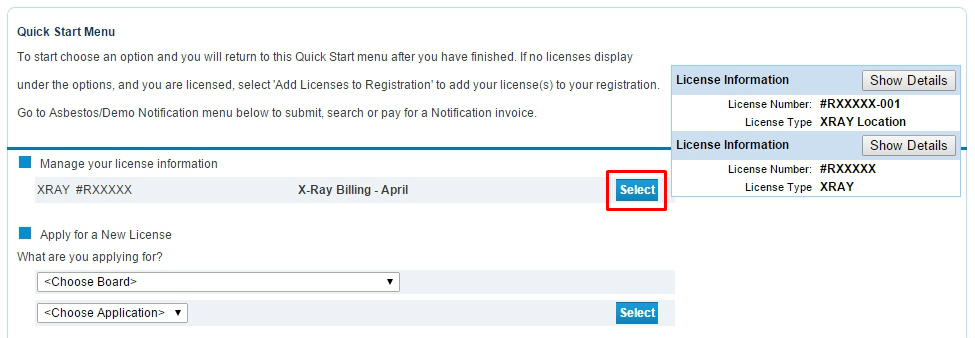 Quick Start Menu
To start choose an option and you will return to this Quick Start menu after you have finished. If no licenses display
under the options, and you are licensed, select 'Add Licenses to Registration' to add your license(s) to your registration.
Go to Asbestos/Demo Notification menu below to submit, search or pay for a Notification invoice.
License Information Show Details
License Number: #RXXXXX-001
License Type XRAY Location
License Information Show Details
License Number: #RXXXXX
License Type XRAY
Manage your license information
XRAY #RXXXXX X-Ray Billing - April Select
Apply for a New License
What are you applying for?
<Choose Board>
<Choose Application> Select